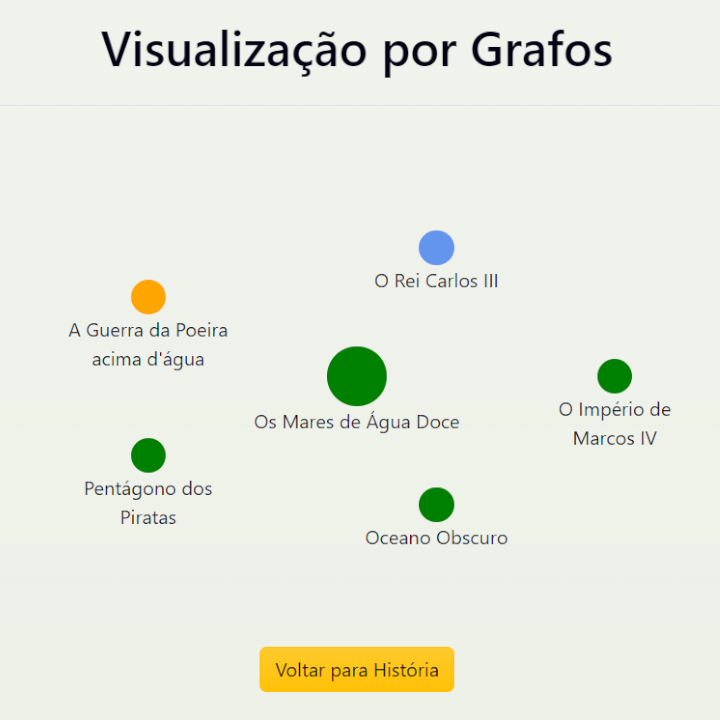 Visualização por Grafos
O Rei Carlos III
A Guerra da Poeira
acima d'água
Os Mares de Água Doce
O Império de
Marcos IV
Pentágono dos
Piratas
Oceano Obscuro
Voltar para História